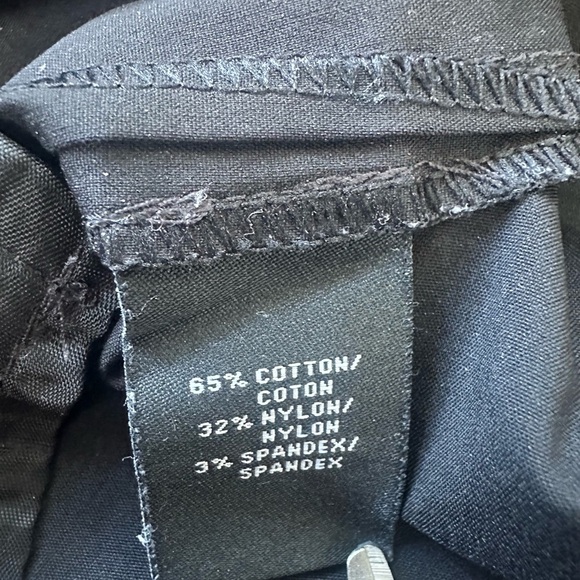 65% COTTON/
COTON
32% NYLON/
NYLON
3% SPANDEX/
SPANDEX